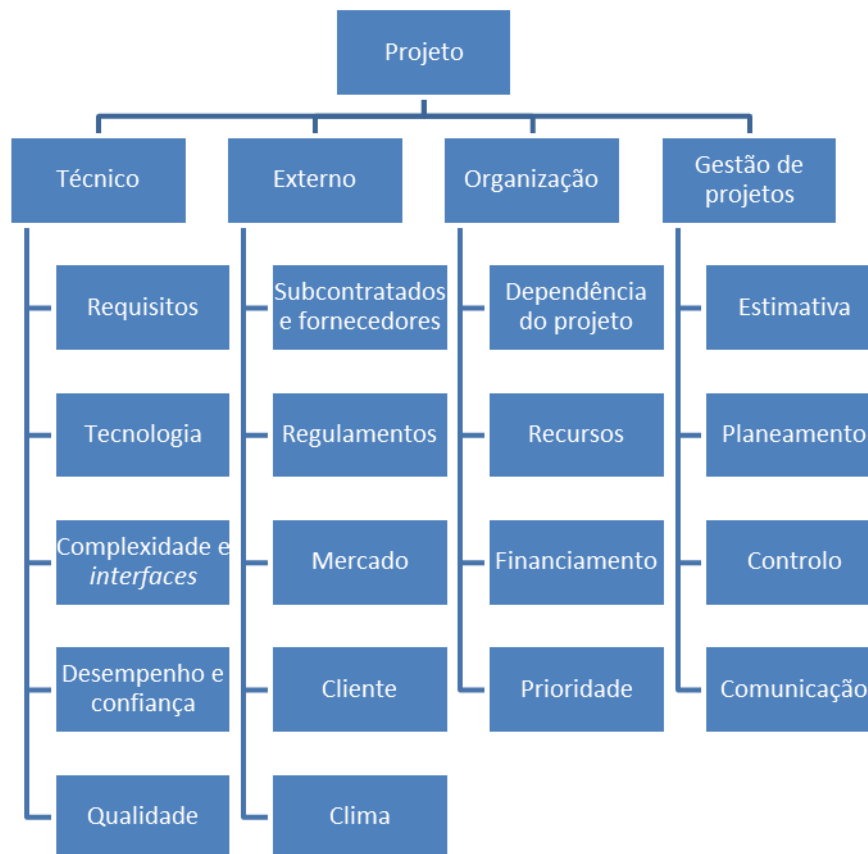 Projeto
Técnico
Externo
Organização
Gestão de
projetos
Requisitos
Subcontratados
e fornecedores
Dependência
do projeto
Estimativa
Tecnologia
Regulamentos
Recursos
Planeamento
Complexidade e
interfaces
Mercado
Financiamento
Controlo
Desempenho e
confiança
Cliente
Prioridade
Comunicação
Qualidade
Clima